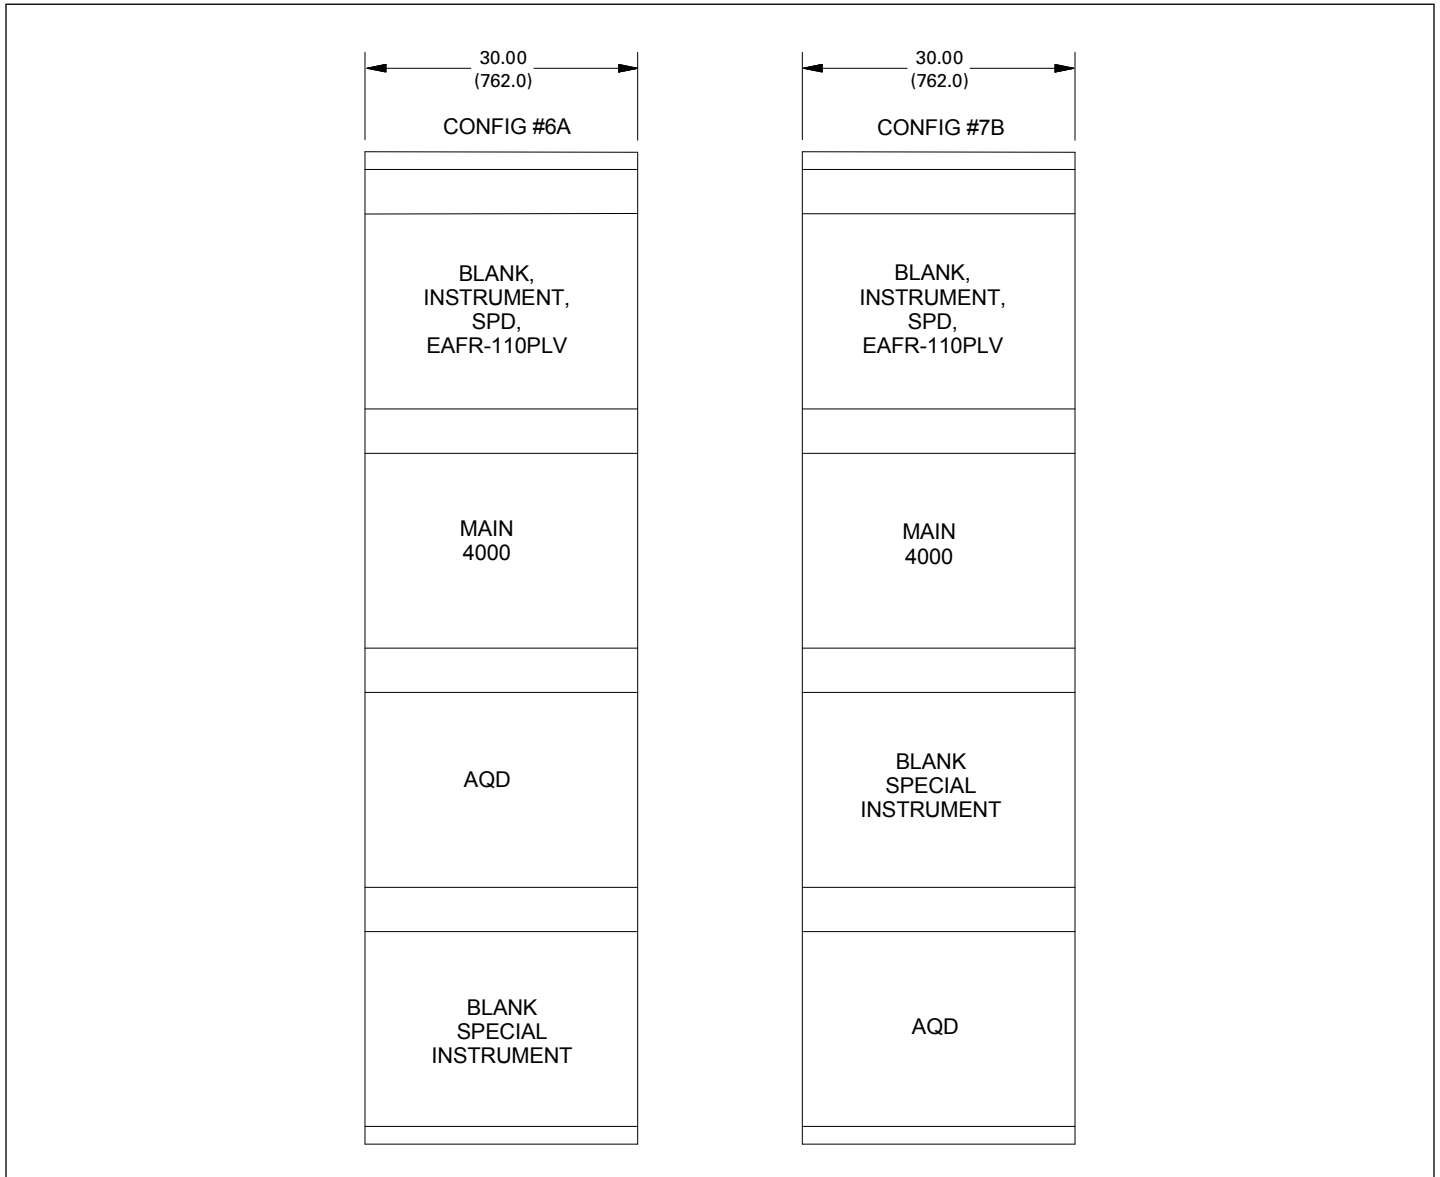 30.00
(762.0)
CONFIG #6A
BLANK,
INSTRUMENT,
SPD,
EAFR-110PLV
MAIN
4000
AQD
BLANK
SPECIAL
INSTRUMENT
30.00
(762.0)
CONFIG #7B
BLANK,
INSTRUMENT,
SPD,
EAFR-110PLV
MAIN
4000
BLANK
SPECIAL
INSTRUMENT
AQD